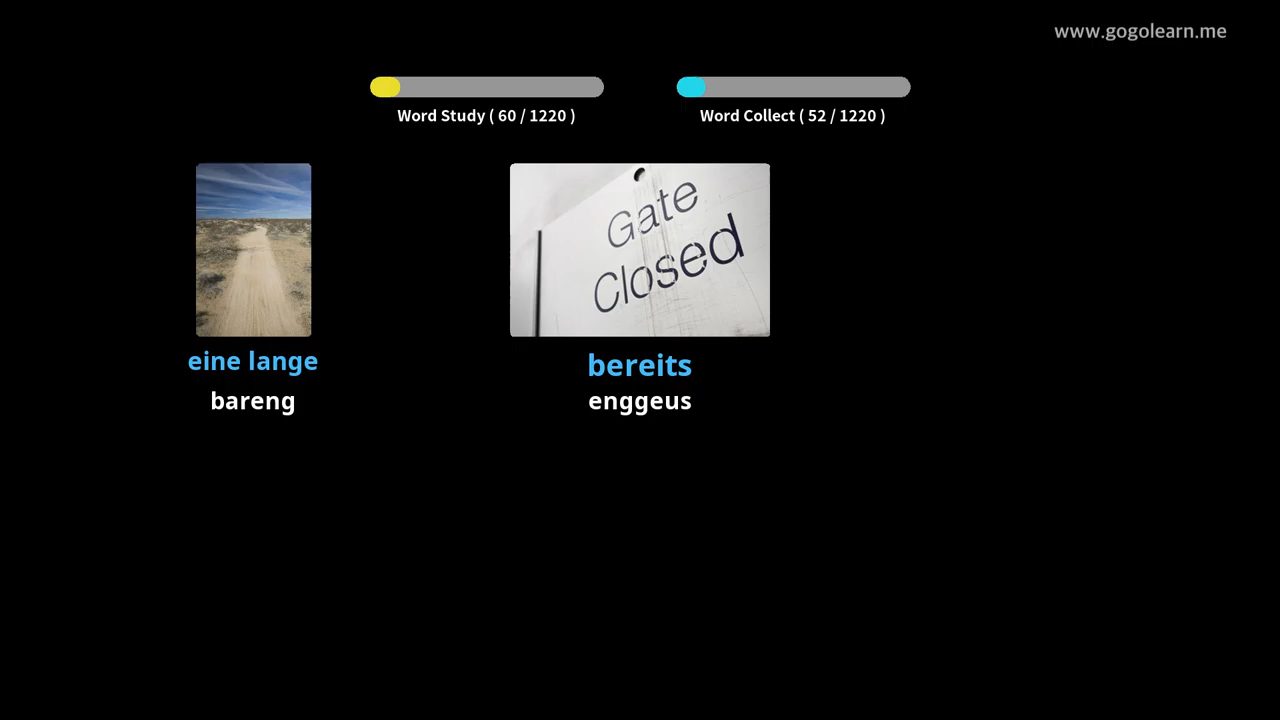 www.gogolearn.me
Word Study ( 60 / 1220 )
Word Collect ( 52 / 1220 )
Gate
Closed
eine lange
bareng
bereits
enggeus